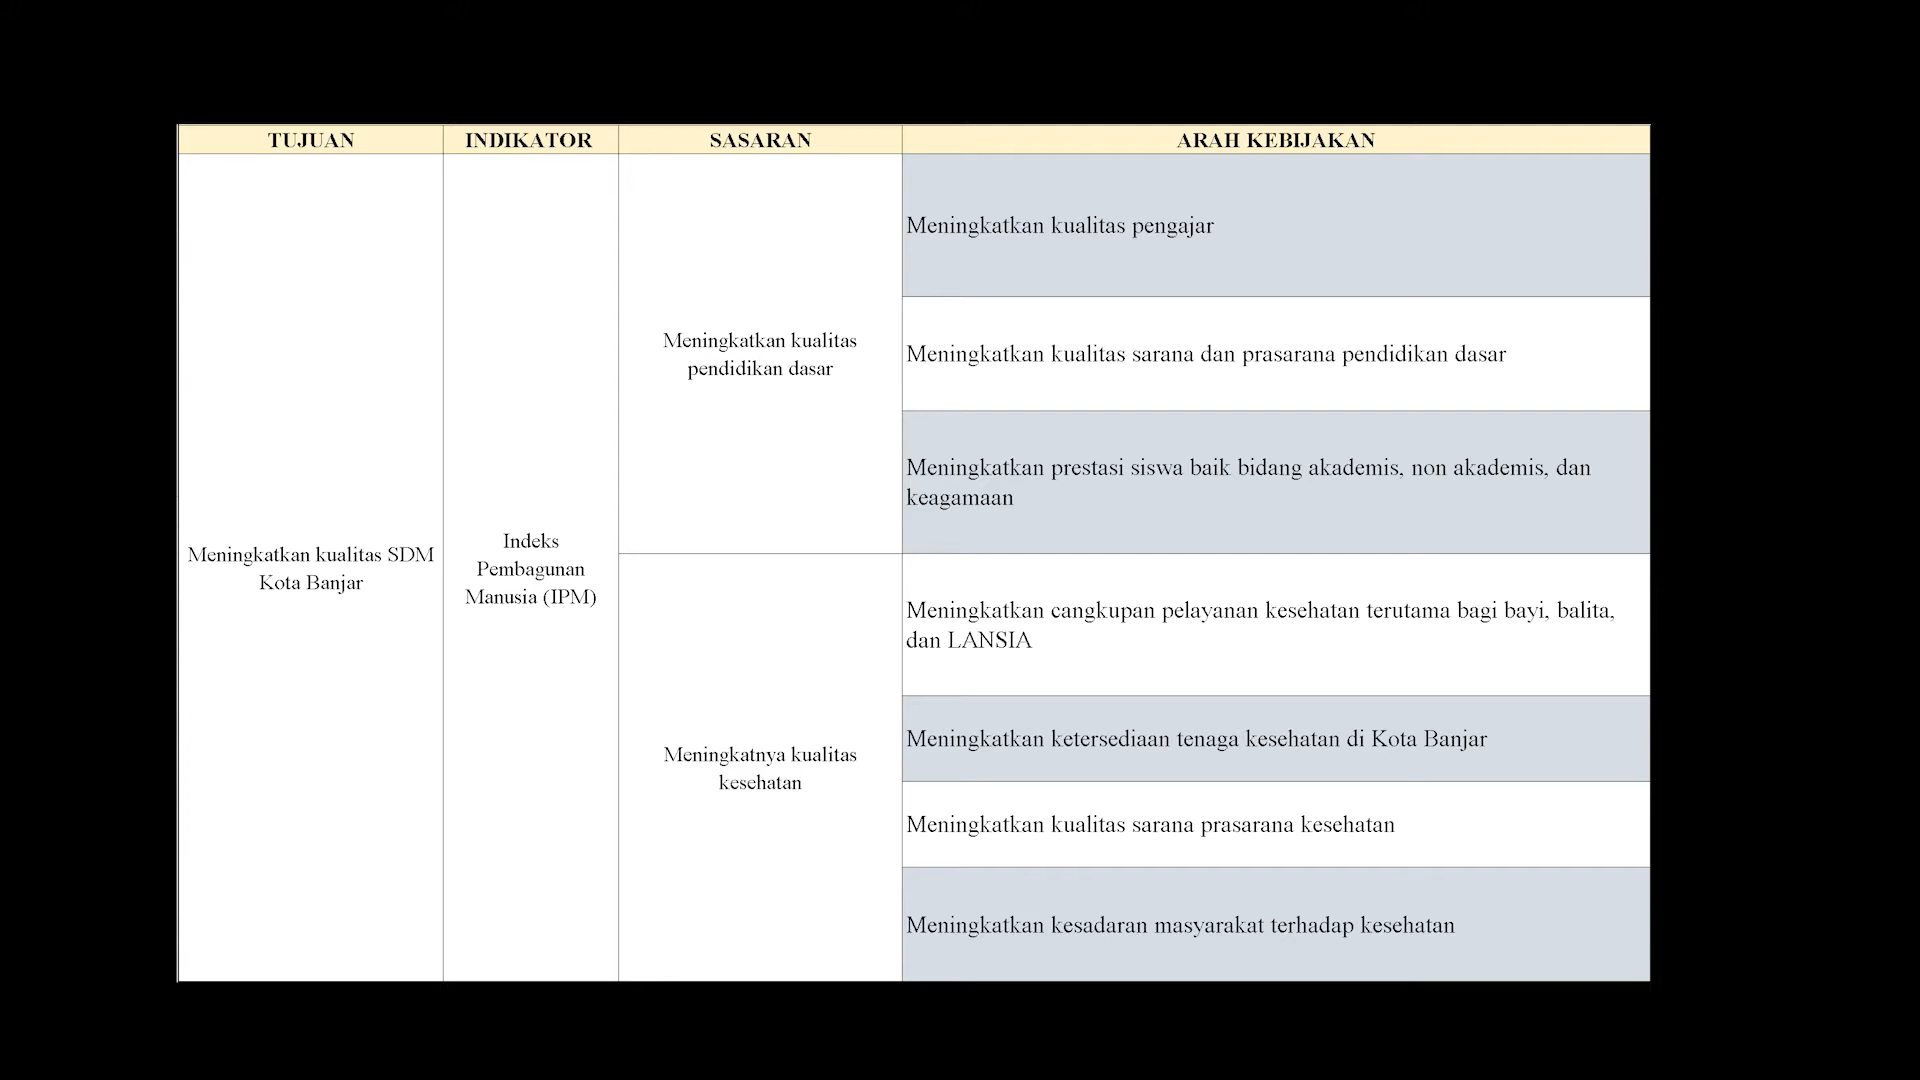 TUJUAN INDIKATOR SASARAN ARAH KEBIJAKAN
Meningkatkan kualitas SDM
Kota Banjar
Indeks
Pembagunan
Manusia (IPM)
Meningkatkan kualitas
pendidikan dasar
Meningkatkan kualitas pengajar
Meningkatkan kualitas sarana dan prasarana pendidikan dasar
Meningkatkan prestasi siswa baik bidang akademis, non akademis, dan
keagamaan
Meningkatnya kualitas
kesehatan
Meningkatkan cangkupan pelayanan kesehatan terutama bagi bayi, balita,
dan LANSIA
Meningkatkan ketersediaan tenaga kesehatan di Kota Banjar
Meningkatkan kualitas sarana prasarana kesehatan
Meningkatkan kesadaran masyarakat terhadap kesehatan